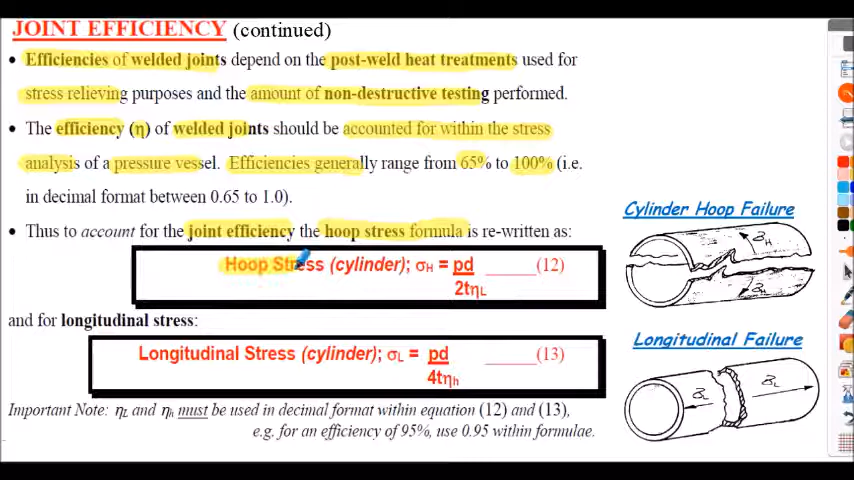 JOINT EFFICIENCY (continued)
• Efficiencies of welded joints depend on the post-weld heat treatments used for
stress relieving purposes and the amount of non-destructive testing performed.
• The efficiency (η) of welded joints should be accounted for within the stress
analysis of a pressure vessel. Efficiencies generally range from 65% to 100% (i.e.
in decimal format between 0.65 to 1.0).
• Thus to account for the joint efficiency the hoop stress formula is re-written as:
Hoop Stress (cylinder); σH = pd ______(12)
2tηL
and for longitudinal stress:
Longitudinal Stress (cylinder); σL = pd ______(13)
4tηh
Important Note: ηL and ηh must be used in decimal format within equation (12) and (13),
e.g. for an efficiency of 95%, use 0.95 within formulae.
Cylinder Hoop Failure
σH
σH
Longitudinal Failure
σL
σL